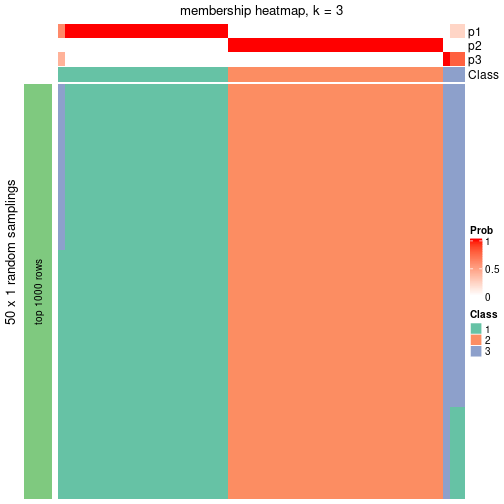 membership heatmap, k = 3
p1
p2
p3
Class
50 x 1 random samplings
top 1000 rows
Prob
1
0.5
0
Class
1
2
3